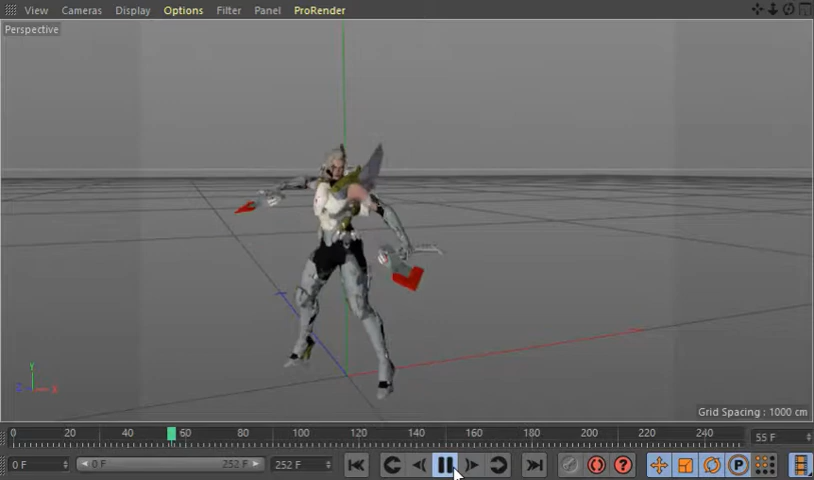 View Cameras Display Options Filter Panel ProRender
Perspective
Y
X
Grid Spacing : 1000 cm
0 20 40 60 80 100 120 140 160 180 200 220 240 55 F
0 F 0 F 252 F 252 F ? P